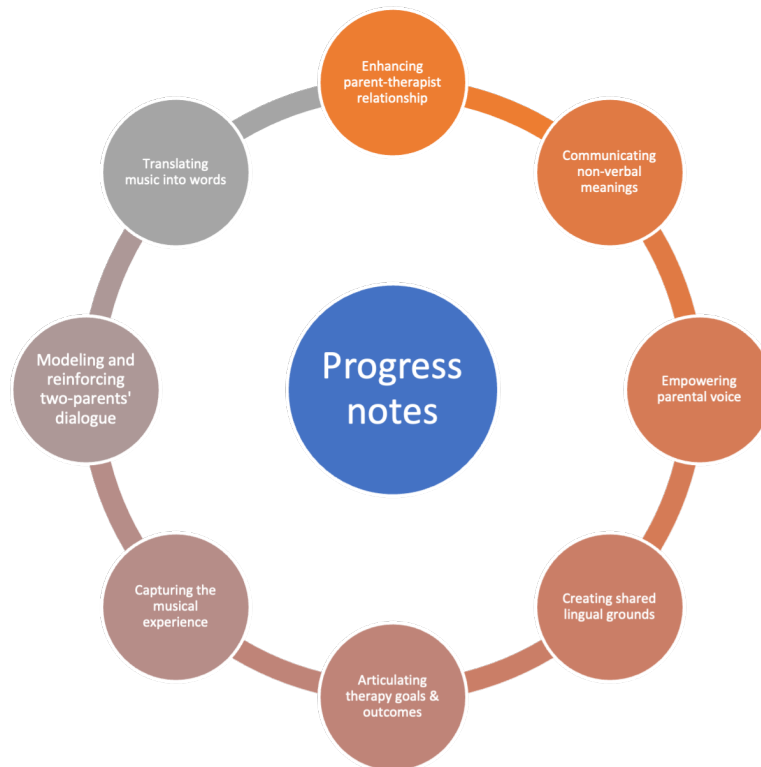 Enhancing
parent-therapist
relationship
Communicating
non-verbal
meanings
Empowering
parental voice
Creating shared
lingual grounds
Articulating
therapy goals &
outcomes
Capturing the
musical
experience
Modeling and
reinforcing
two-parents'
dialogue
Translating
music into words
Progress
notes